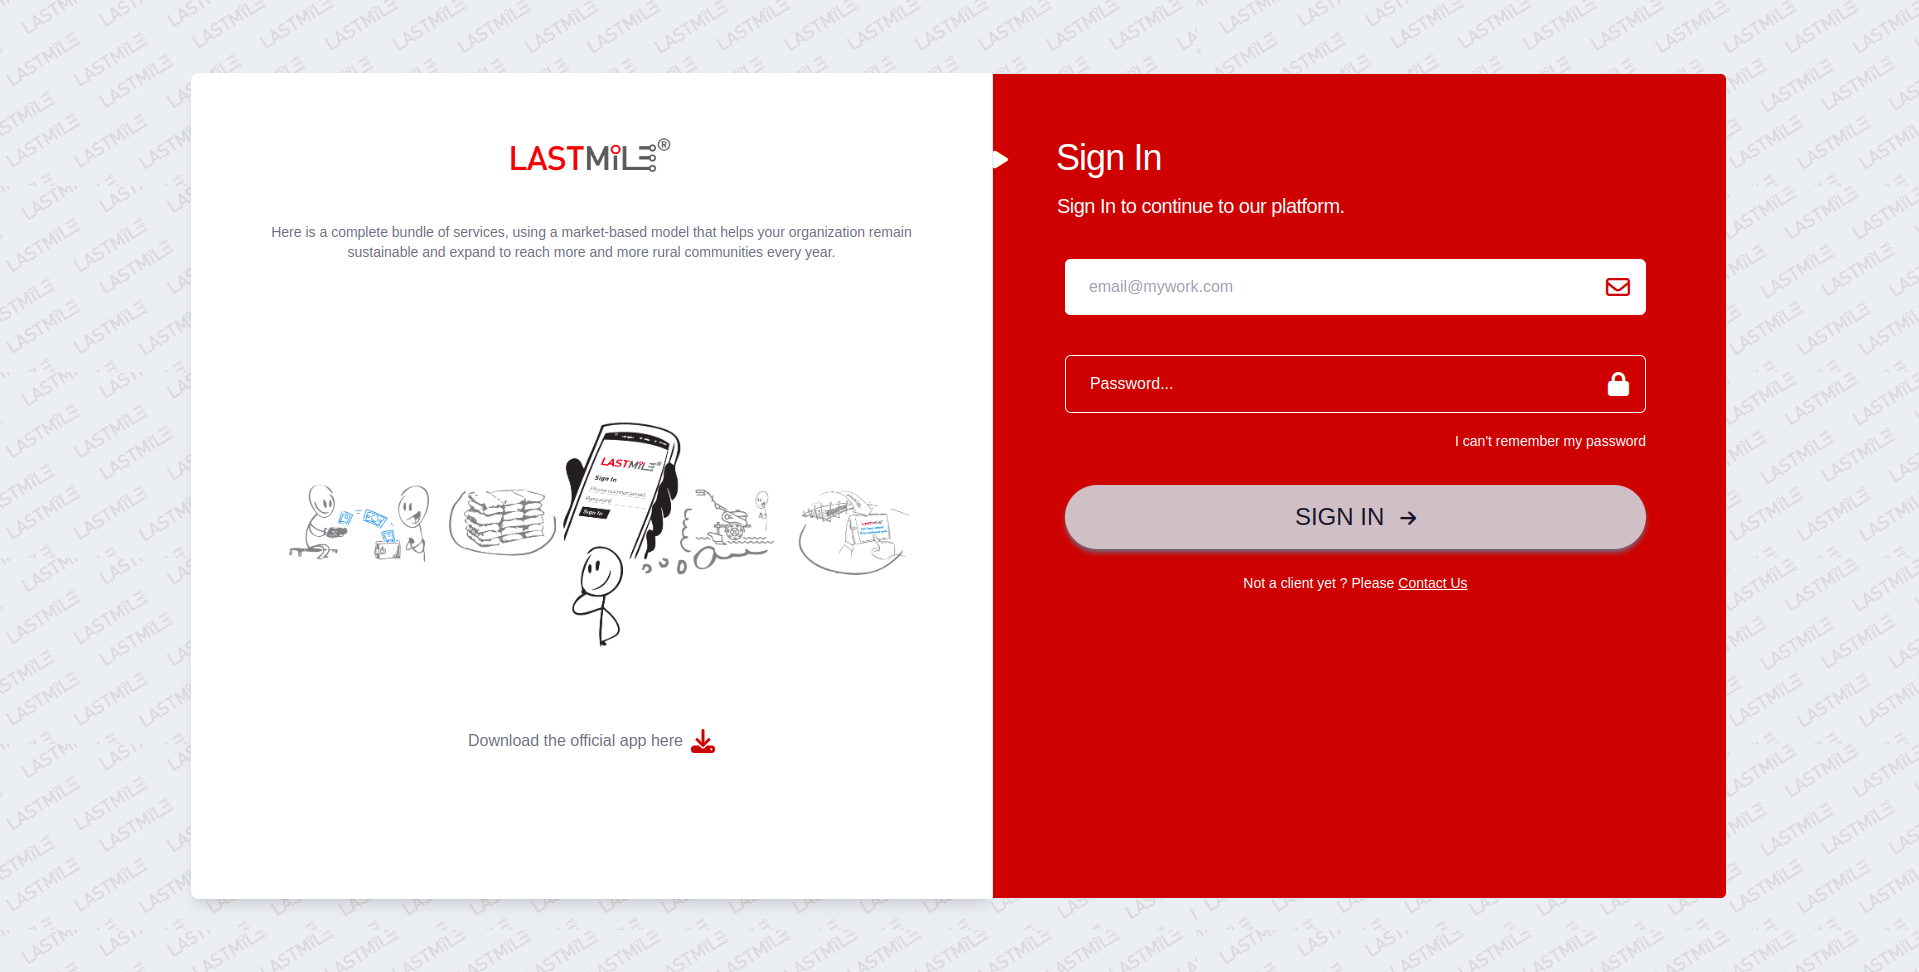 LASTMiLE®
Here is a complete bundle of services, using a market-based model that helps your organization remain
sustainable and expand to reach more and more rural communities every year.
LASTMiLE®
Sign In
Password
Sign In
Download the official app here
Sign In
Sign In to continue to our platform.
email@mywork.com
Password...
I can't remember my password
SIGN IN
Not a client yet ? Please Contact Us